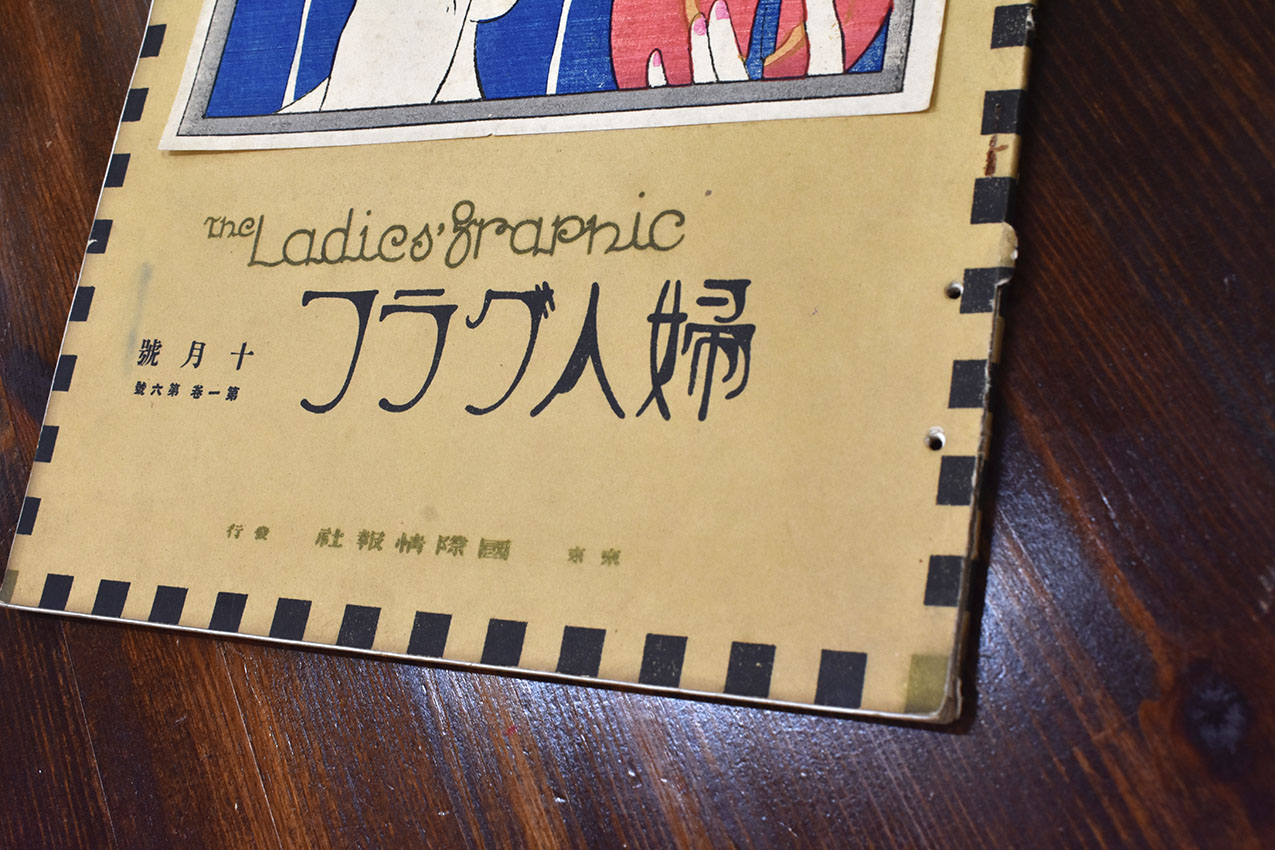 The Ladies' Graphic
婦人グラフ
十月號
第一卷第六號
東京 國際情報社 發行